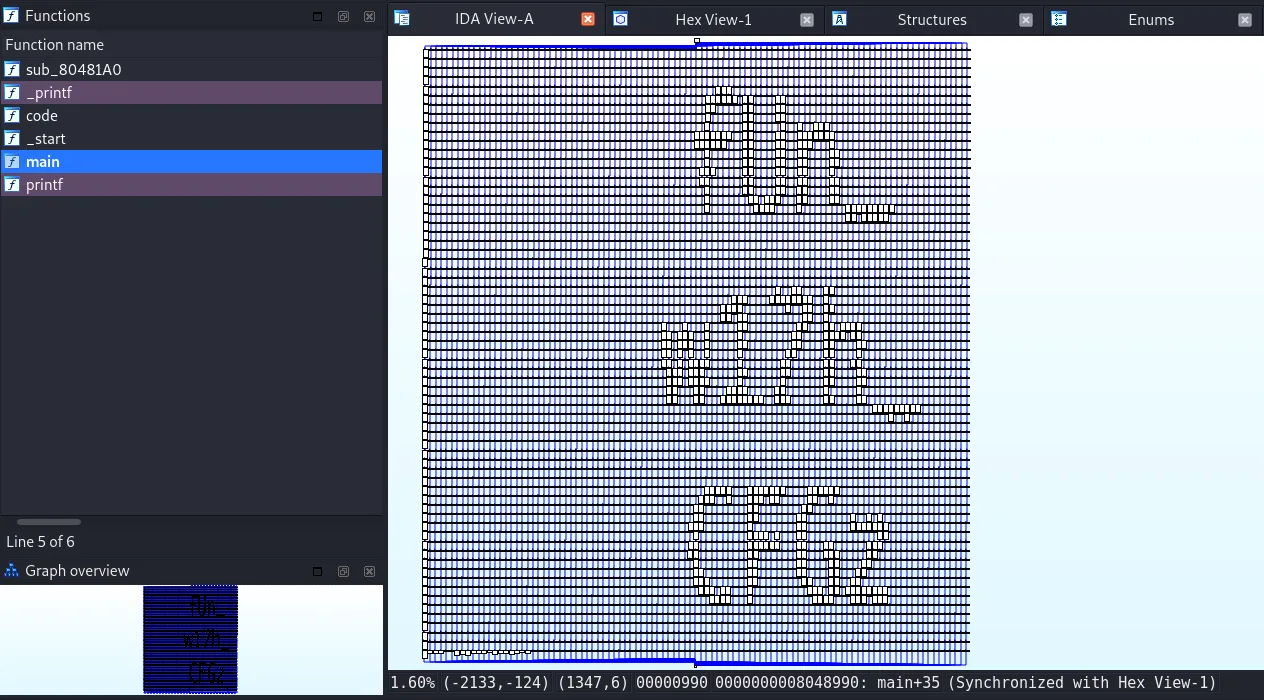 Functions
Function name
sub_80481A0
_printf
code
_start
main
printf
Line 5 of 6
Graph overview
IDA View-A
Hex View-1
Structures
Enums
fUn_
w17h_
CFGz
1.60% (-2133,-124) (1347,6) 00000990 0000000008048990: main+35 (Synchronized with Hex View-1)